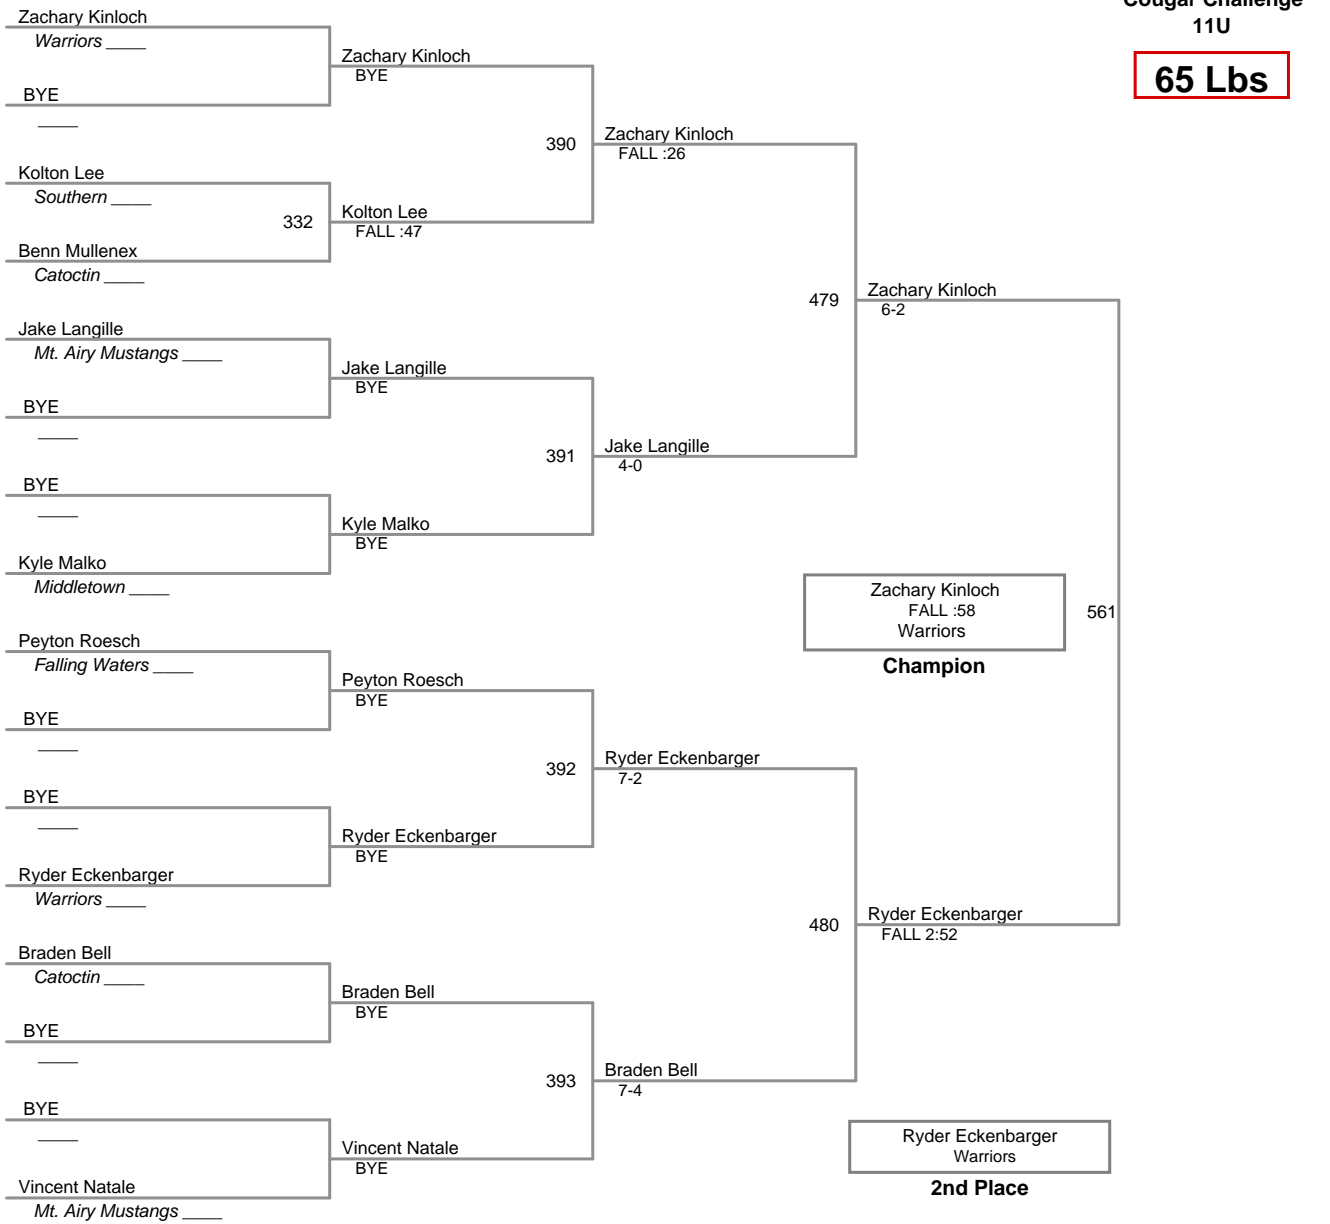 Cougar Challenge
11U
65 Lbs
Zachary Kinloch
Warriors ____
BYE
____
Kolton Lee
Southern ____
Benn Mullenex
Catoctin ____
Jake Langille
Mt. Airy Mustangs ____
BYE
____
BYE
____
Kyle Malko
Middletown ____
Peyton Roesch
Falling Waters ____
BYE
____
BYE
____
Ryder Eckenbarger
Warriors ____
Braden Bell
Catoctin ____
BYE
____
BYE
____
Vincent Natale
Mt. Airy Mustangs ____
332
Zachary Kinloch
BYE
Kolton Lee
FALL :47
Jake Langille
BYE
Kyle Malko
BYE
Peyton Roesch
BYE
Ryder Eckenbarger
BYE
Braden Bell
BYE
Vincent Natale
BYE
390
391
392
393
Zachary Kinloch
FALL :26
Jake Langille
4-0
Ryder Eckenbarger
7-2
Braden Bell
7-4
479
480
Zachary Kinloch
6-2
Ryder Eckenbarger
FALL 2:52
561
Zachary Kinloch
FALL :58
Warriors
Champion
Ryder Eckenbarger
Warriors
2nd Place